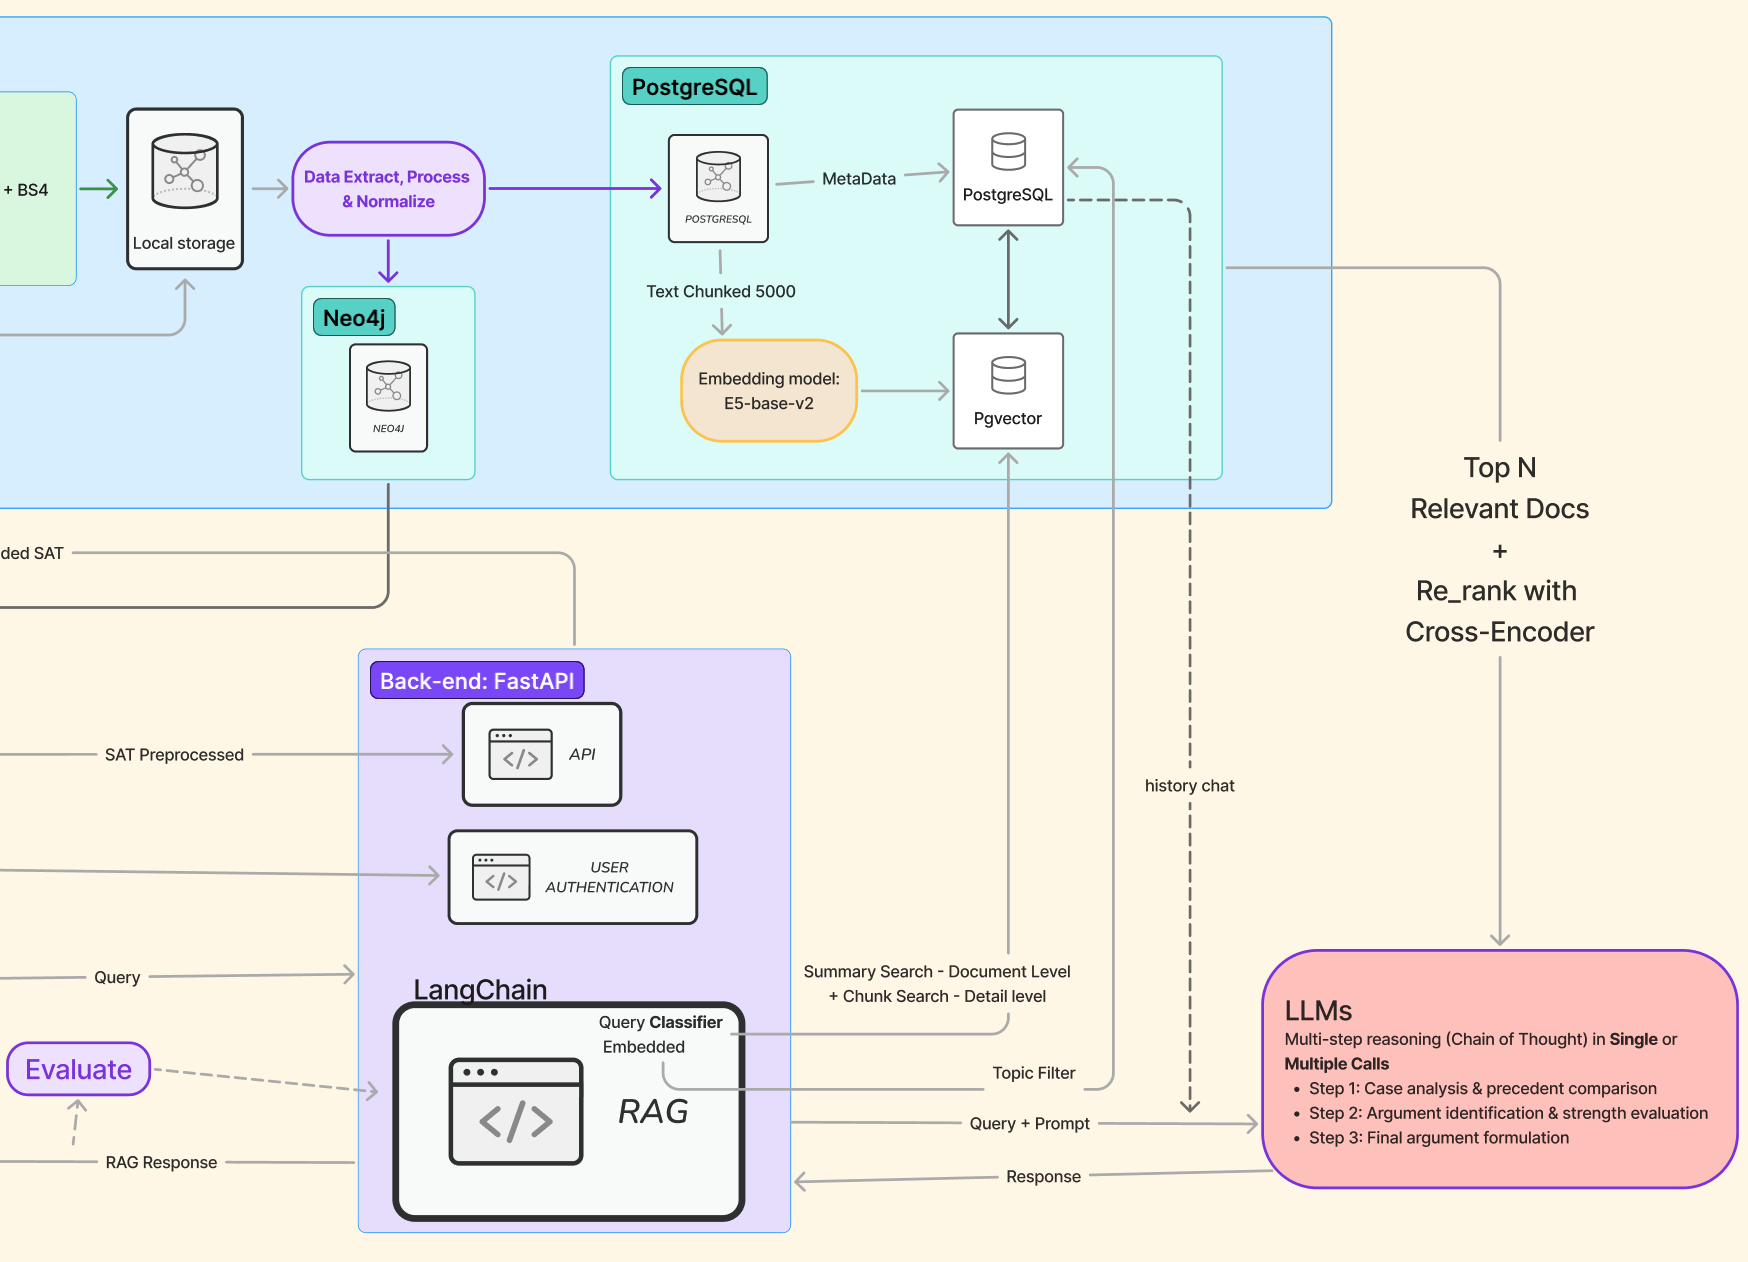 + BS4
Local storage
Data Extract, Process
& Normalize
PostgreSQL
POSTGRESQL
MetaData
PostgreSQL
Text Chunked 5000
Embedding model:
E5-base-v2
Pgvector
Neo4j
NEO4J
Top N
Relevant Docs
+
Re_rank with
Cross-Encoder
ded SAT
Back-end: FastAPI
SAT Preprocessed
API
USER
AUTHENTICATION
history chat
Query
LangChain
Query Classifier
Embedded
RAG
Summary Search - Document Level
+ Chunk Search - Detail level
Topic Filter
Query + Prompt
Response
Evaluate
RAG Response
LLMs
Multi-step reasoning (Chain of Thought) in Single or
Multiple Calls
• Step 1: Case analysis & precedent comparison
• Step 2: Argument identification & strength evaluation
• Step 3: Final argument formulation